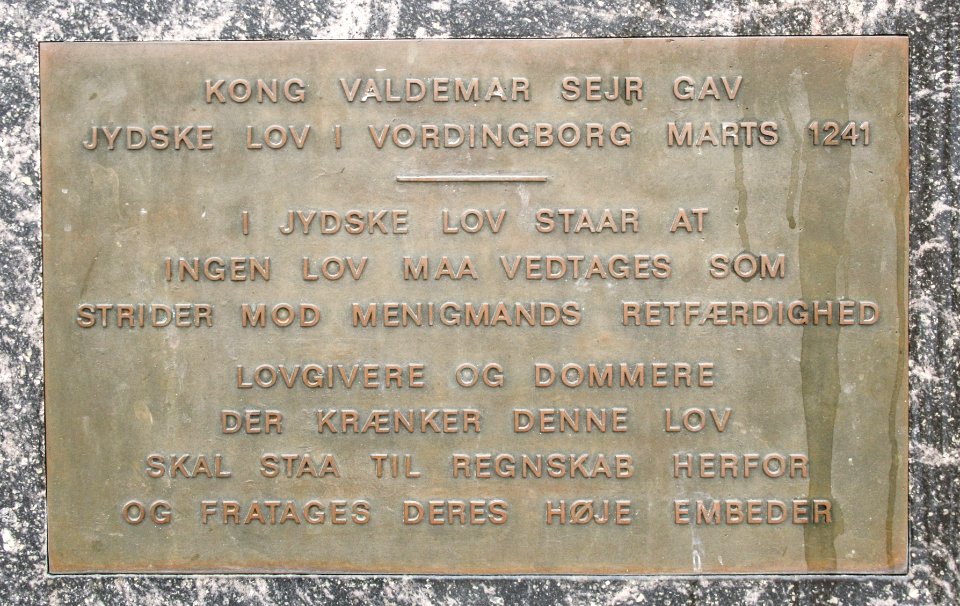 KONG VALDEMAR SEJR GAV
JYDSKE LOV I VORDINGBORG MARTS 1241
I JYDSKE LOV STAAR AT
INGEN LOV MAA VEDTAGES SOM
STRIDER MOD MENIGMANDS RETFÆRDIGHED
LOVGIVERE OG DOMMERE
DER KRÆNKER DENNE LOV
SKAL STAA TIL REGNSKAB HERFOR
OG FRATAGES DERES HØJE EMBEDER